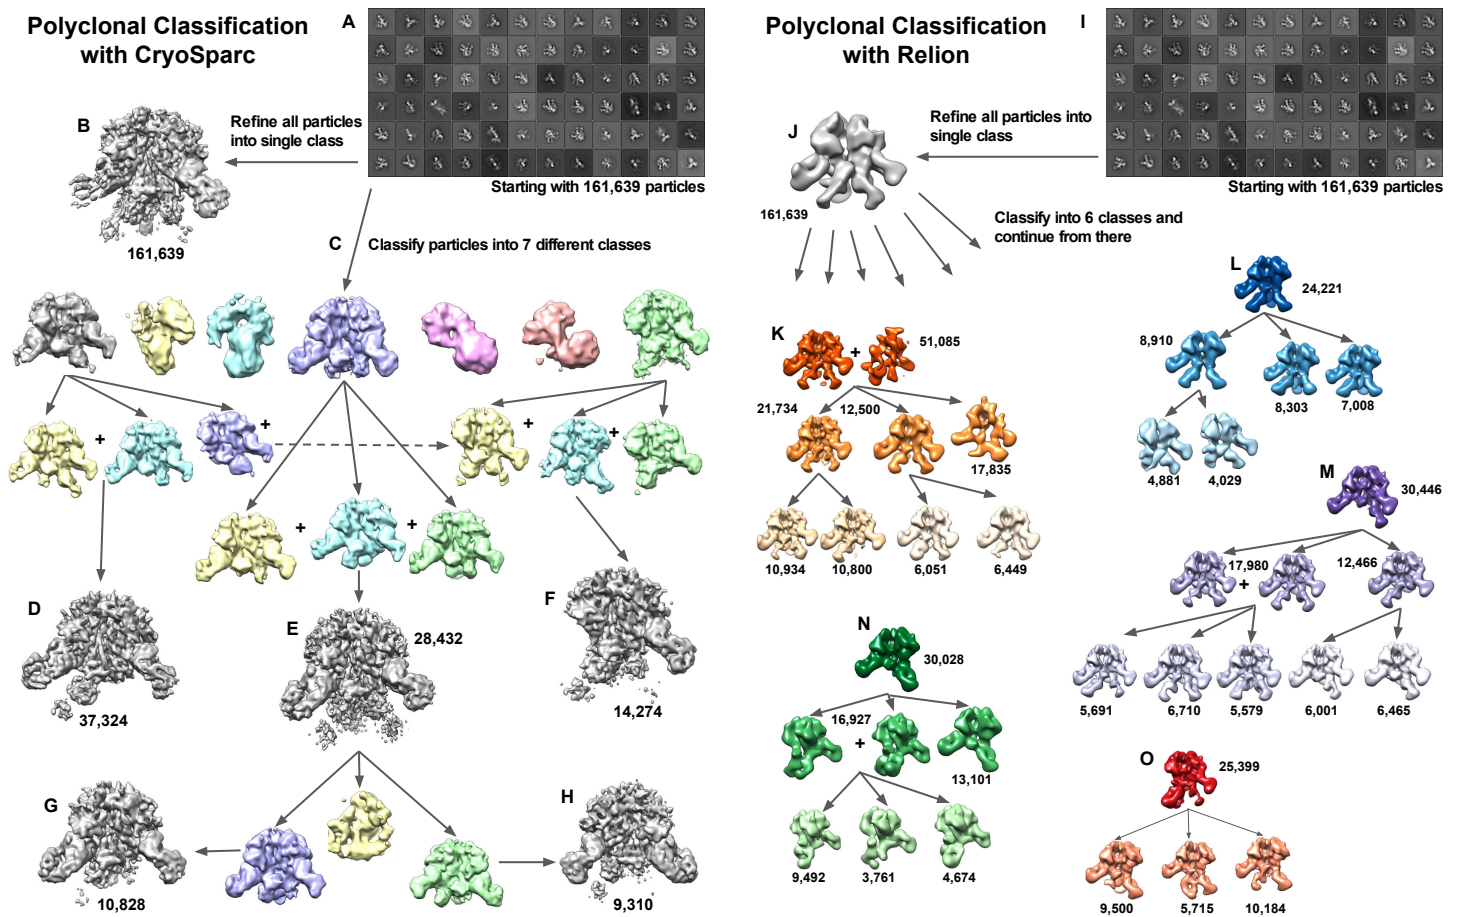 Polyclonal Classification
with CryoSparc
A
B
Refine all particles
into single class
Starting with 161,639 particles
161,639
C
Classify particles into 7 different classes
+
+
+
+
+
+
D
37,324
E
28,432
F
14,274
G
10,828
H
9,310
Polyclonal Classification
with Relion
I
J
Refine all particles into
single class
Starting with 161,639 particles
161,639
Classify into 6 classes and
continue from there
K
+
51,085
21,734
12,500
17,835
10,934
10,800
6,051
6,449
L
24,221
8,910
8,303
7,008
4,881
4,029
M
30,446
17,980
+
12,466
5,691
6,710
5,579
6,001
6,465
N
30,028
16,927
+
13,101
9,492
3,761
4,674
O
25,399
9,500
5,715
10,184